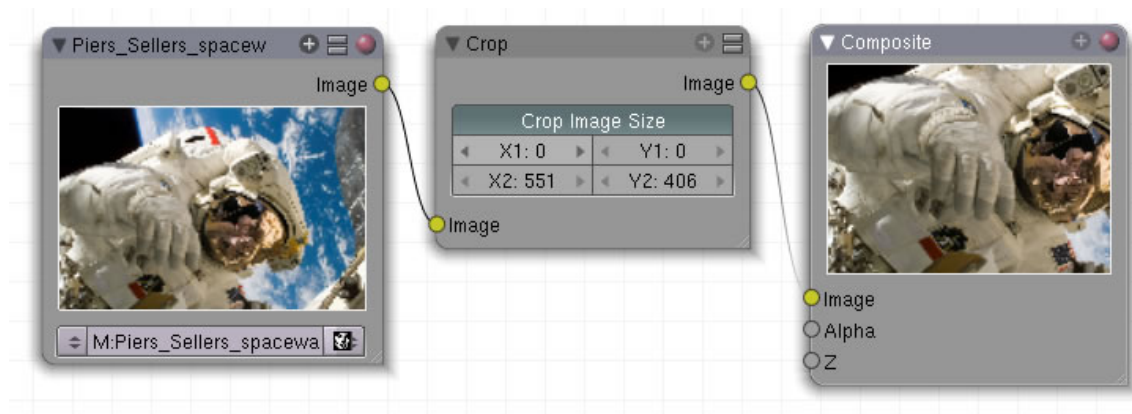 Piers_Sellers_spacew
Image
M:Piers_Sellers_spacewa
Crop
Image
Crop Image Size
X1: 0
Y1: 0
X2: 551
Y2: 406
Image
Composite
Image
Alpha
Z